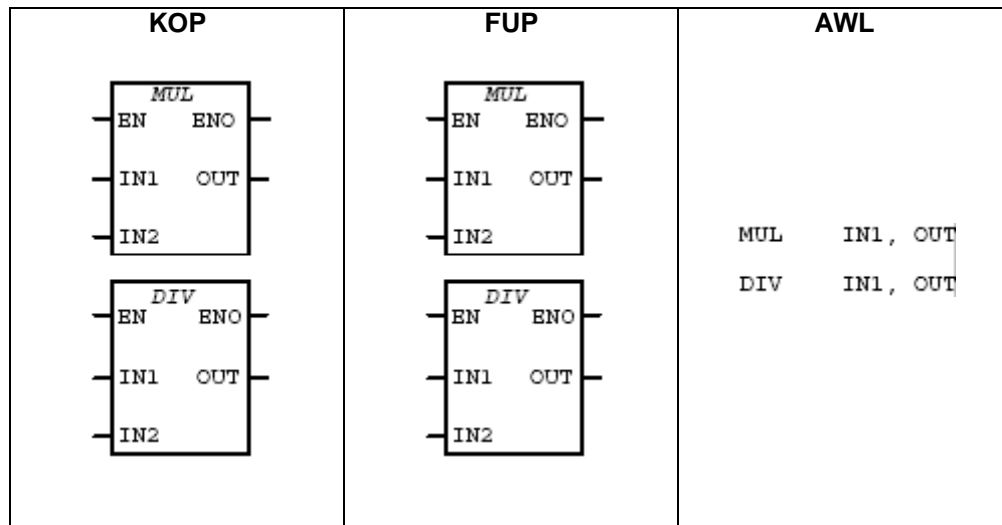 KOP
FUP
AWL
MUL
EN ENO
IN1 OUT
IN2
DIV
EN ENO
IN1 OUT
IN2
MUL
EN ENO
IN1 OUT
IN2
DIV
EN ENO
IN1 OUT
IN2
MUL IN1, OUT
DIV IN1, OUT